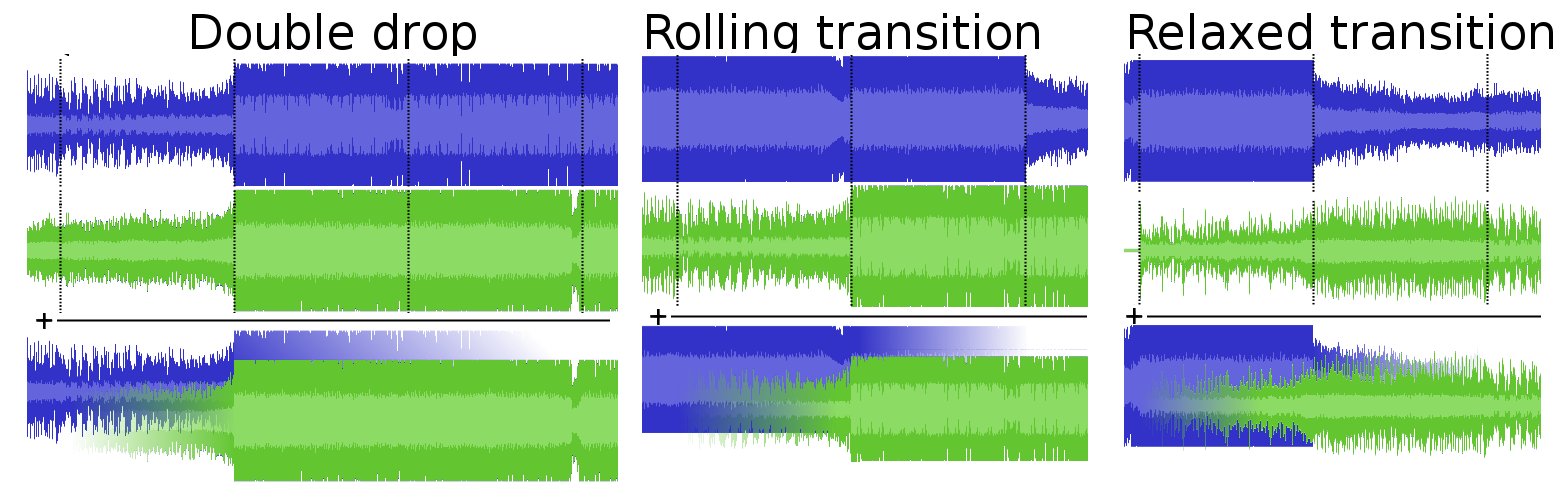 Double drop
Rolling transition
Relaxed transition
+
+
+